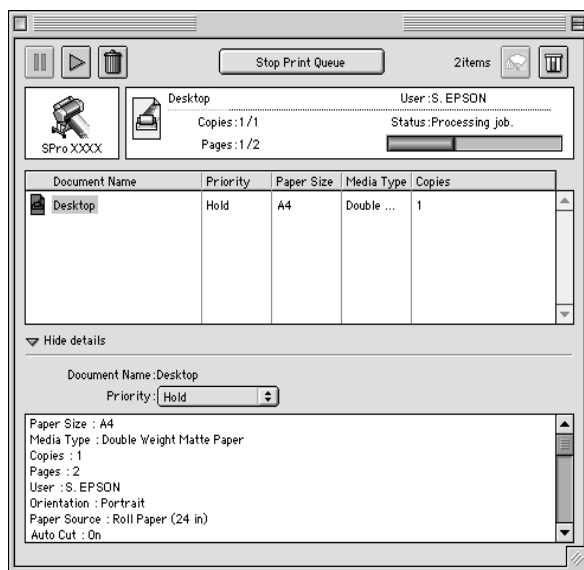 Stop Print Queue 2items
SPro XXXX
Desktop User :S. EPSON
Copies:1/1 Status:Processing job.
Pages:1/2
Document Name Priority Paper Size Media Type Copies
Desktop Hold A4 Double ... 1
Hide details
Document Name :Desktop
Priority: Hold
Paper Size : A4
Media Type : Double Weight Matte Paper
Copies : 1
Pages : 2
User : S. EPSON
Orientation : Portrait
Paper Source : Roll Paper (24 in)
Auto Cut : On